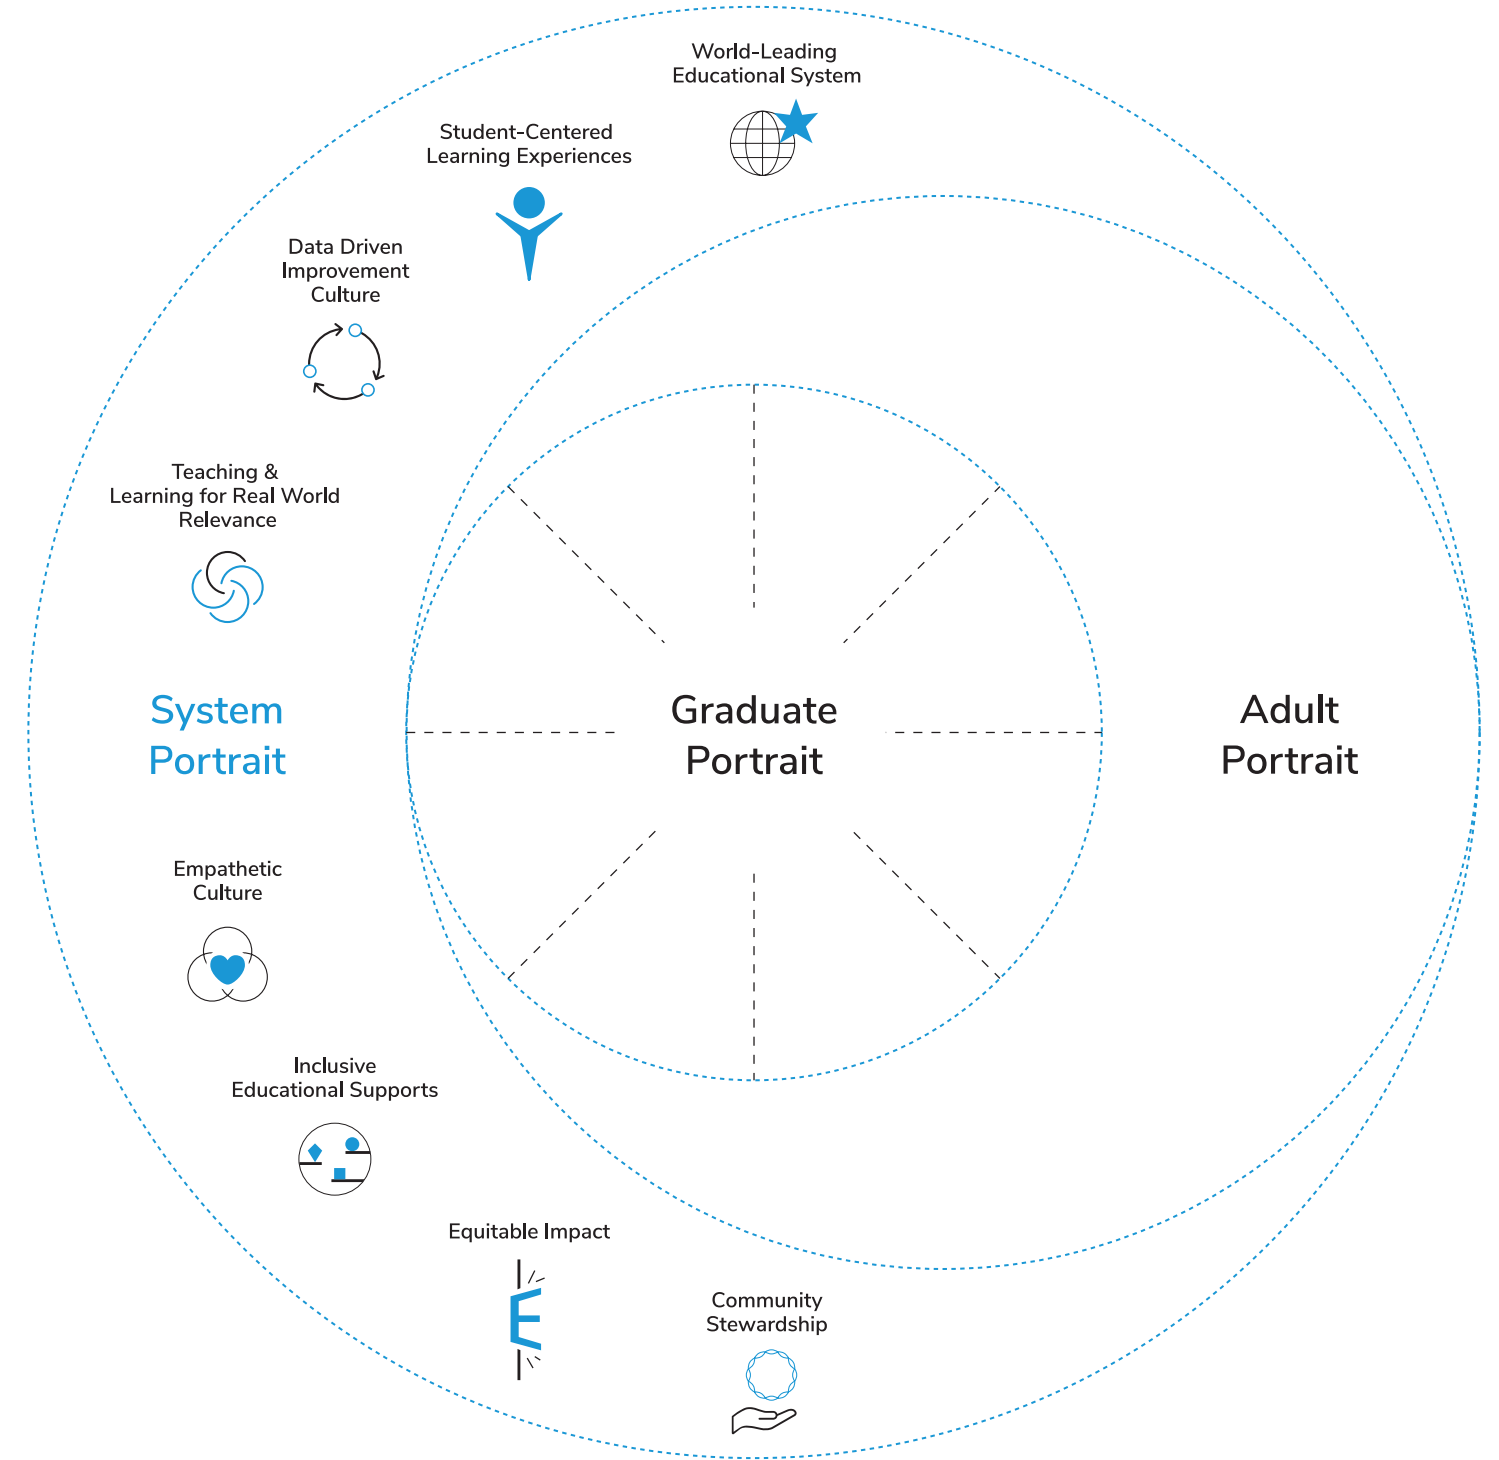 World-Leading
Educational System
Student-Centered
Learning Experiences
Data Driven
Improvement
Culture
Teaching &
Learning for Real World
Relevance
System
Portrait
Graduate
Portrait
Adult
Portrait
Empathetic
Culture
Inclusive
Educational Supports
Equitable Impact
Community
Stewardship